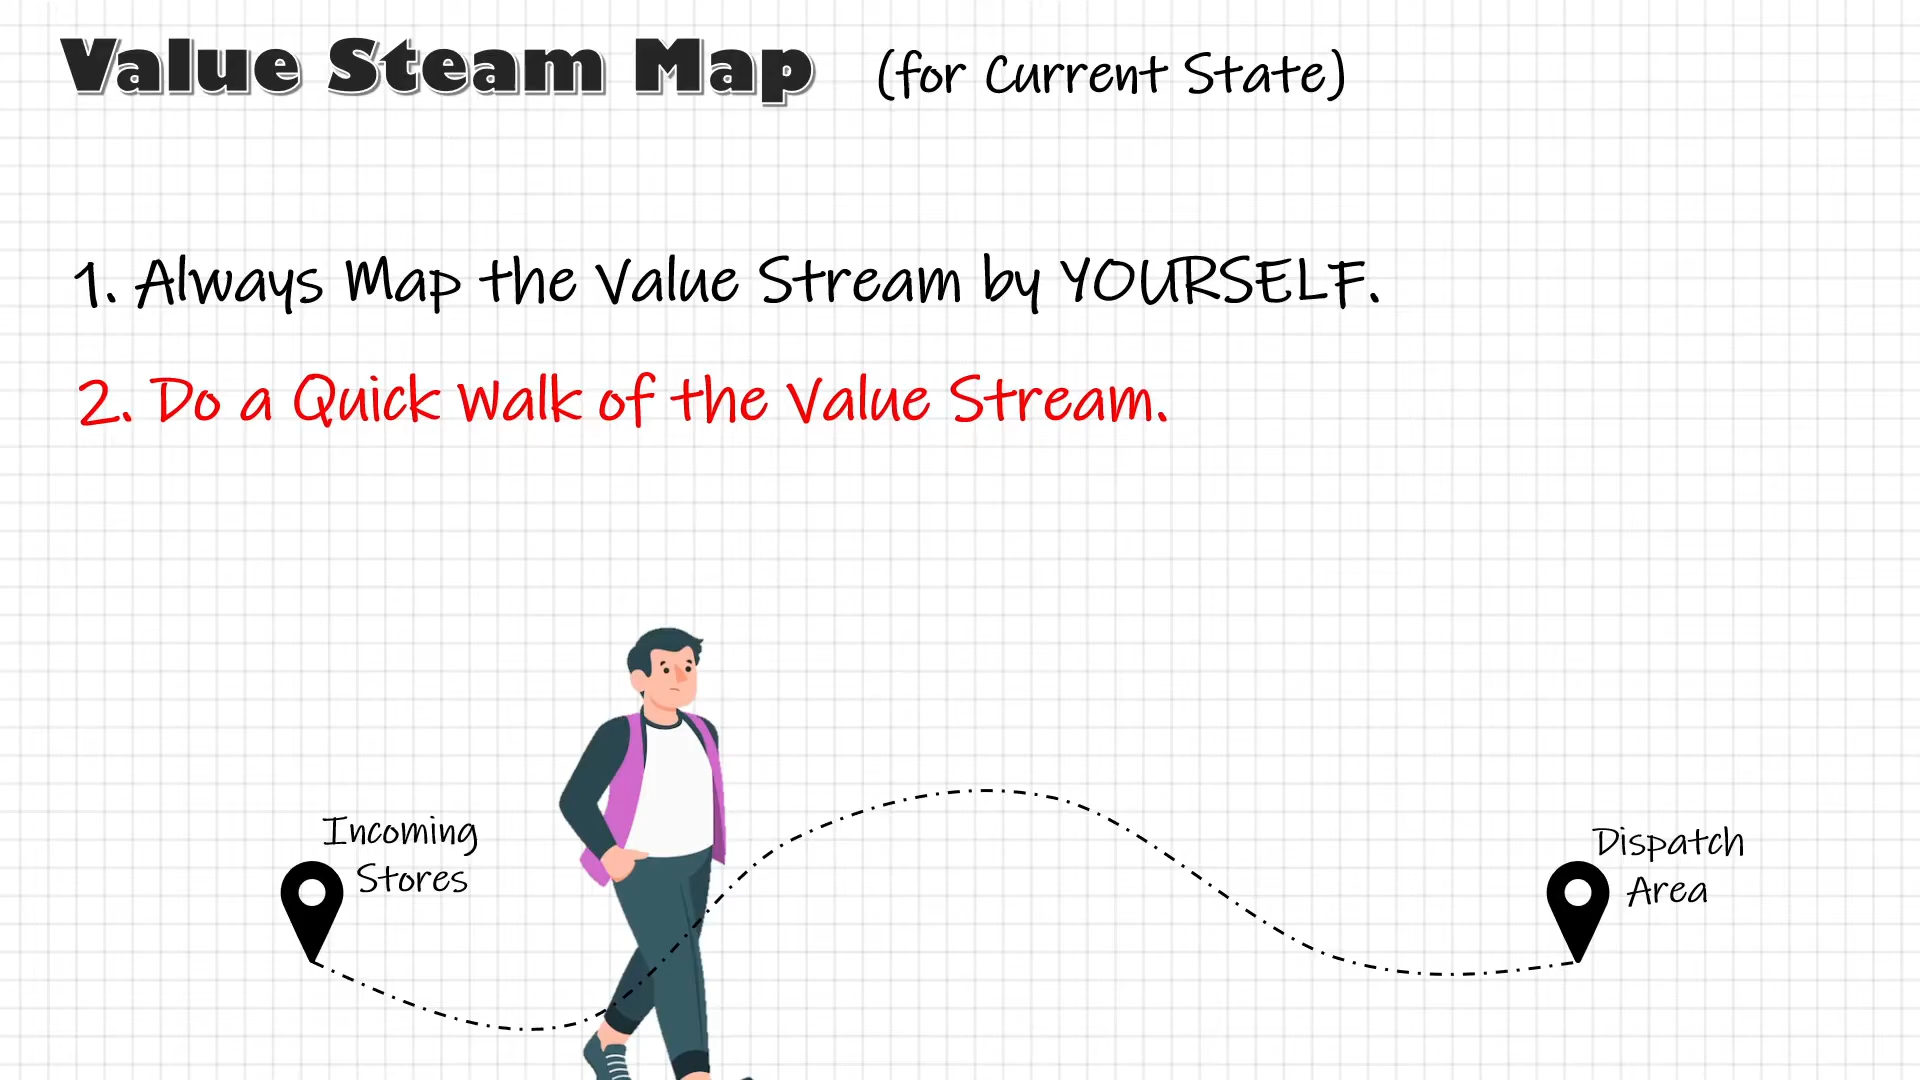 Value Steam Map (for Current State)
1. Always Map the Value Stream by YOURSELF.
2. Do a Quick Walk of the Value Stream.
Incoming
Stores
Dispatch
Area